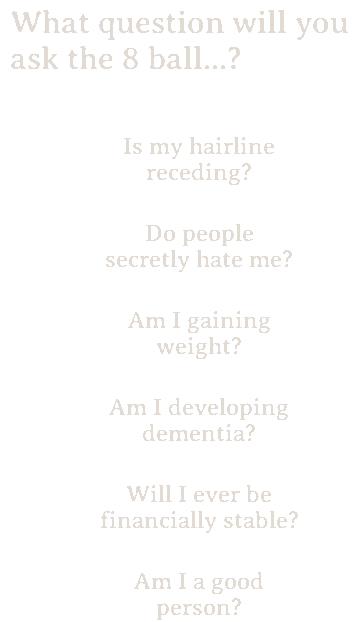 What question will you
ask the 8 ball...?
Is my hairline
receding?
Do people
secretly hate me?
Am I gaining
weight?
Am I developing
dementia?
Will I ever be
financially stable?
Am I a good
person?